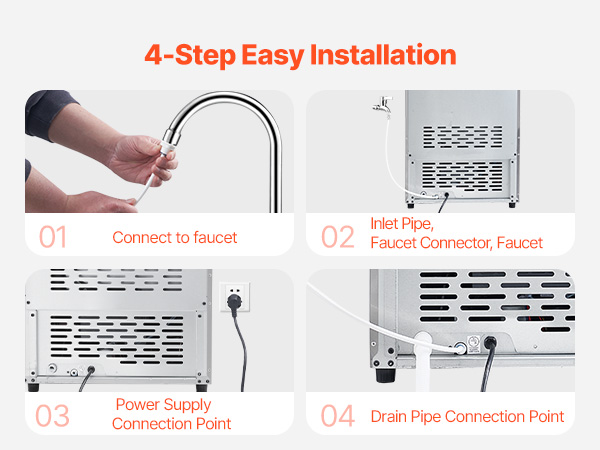 4-Step Easy Installation
01 Connect to faucet
02 Inlet Pipe,
Faucet Connector, Faucet
03 Power Supply
Connection Point
04 Drain Pipe Connection Point